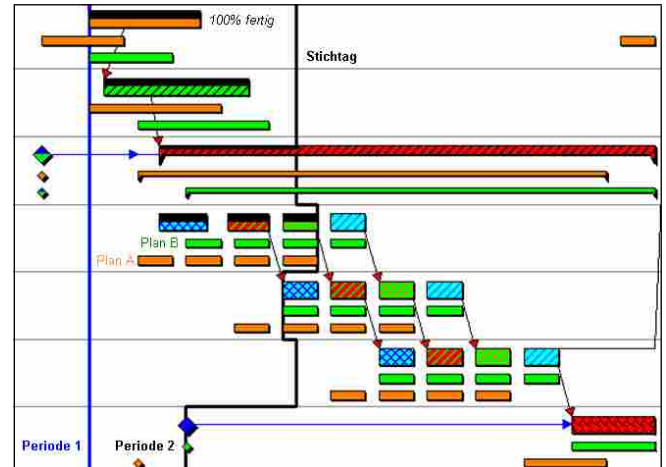 100% fertig
Stichtag
Plan B
Plan A
Periode 1
Periode 2